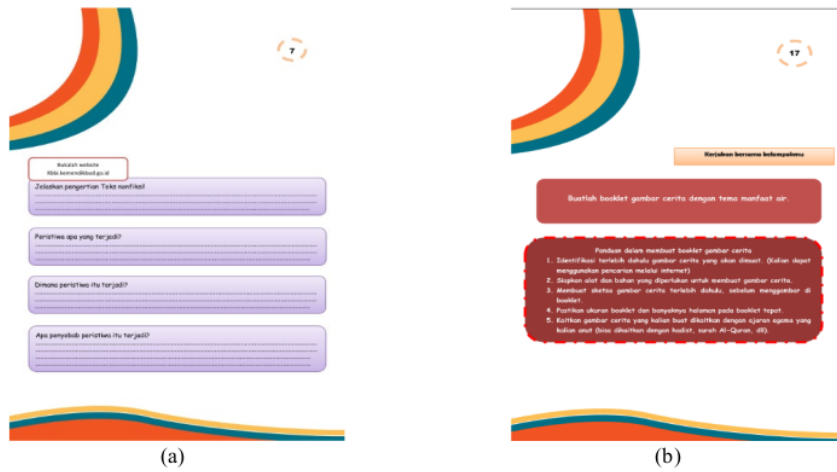 7
Bukalah website
Kbbi.kemendikbud.go.id
Jelaskan pengertian Teks nonfiksi!
Peristiwa apa yang terjadi?
Dimana peristiwa itu terjadi?
Apa penyebab peristiwa itu terjadi?
(a)
17
Kerjakan bersama kelompokmu
Buatlah booklet gambar cerita dengan tema manfaat air.
Panduan dalam membuat booklet gambar cerita
1. Identifikasi terlebih dahulu gambar cerita yang akan dimuat. (Kalian dapat
menggunakan pencarian melalui internet)
2. Siapkan alat dan bahan yang diperlukan untuk membuat gambar cerita.
3. Membuat sketsa gambar cerita terlebih dahulu, sebelum menggambar di
booklet.
4. Pastikan ukuran booklet dan banyaknya halaman pada booklet tepat.
5. Kaitkan gambar cerita yang kalian buat dikaitkan dengan ajaran agama yang
kalian anut (bisa dikaitkan dengan hadist, surah Al-Quran, dll).
(b)